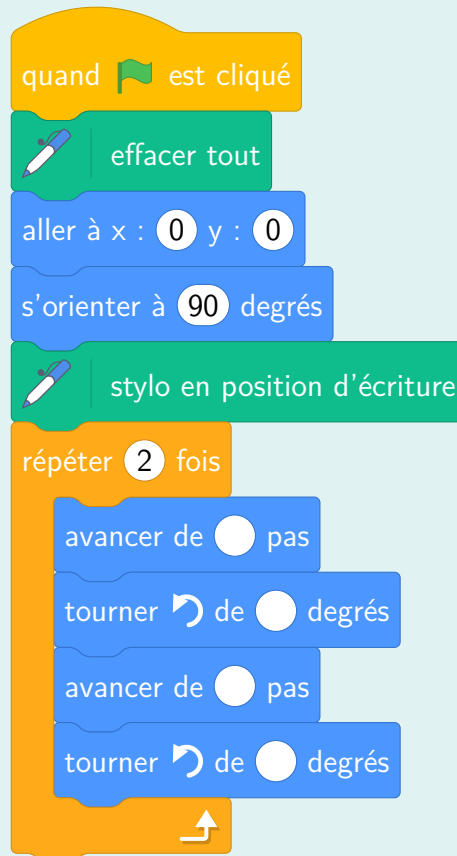 quand est cliqué
effacer tout
aller à x : 0 y : 0
s'orienter à 90 degrés
stylo en position d'écriture
répéter 2 fois
avancer de pas
tourner de degrés
avancer de pas
tourner de degrés